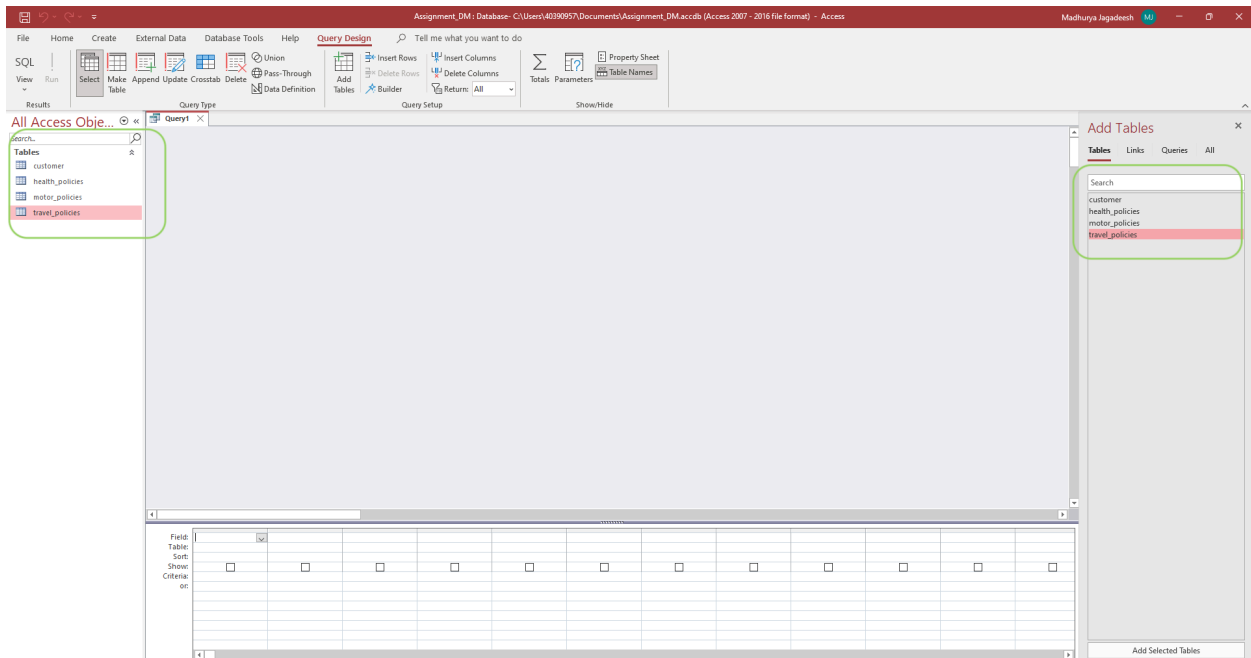 Assignment_DM : Database- C:\Users\40390957\Documents\Assignment_DM.accdb (Access 2007 - 2016 file format) - Access
Madhurya Jagadeesh MJ
File Home Create External Data Database Tools Help Query Design Tell me what you want to do
SQL
View
Run
Results
Select
Make Table
Append
Update
Crosstab
Delete
Union
Pass-Through
Data Definition
Query Type
Add Tables
Insert Rows
Delete Rows
Builder
Insert Columns
Delete Columns
Return: All
Query Setup
Totals
Parameters
Property Sheet
Table Names
Show/Hide
All Access Obje...
Search...
Tables
customer
health_policies
motor_policies
travel_policies
Query1
Field:
Table:
Sort:
Show:
Criteria:
or:
Add Tables
Tables Links Queries All
Search
customer
health_policies
motor_policies
travel_policies
Add Selected Tables